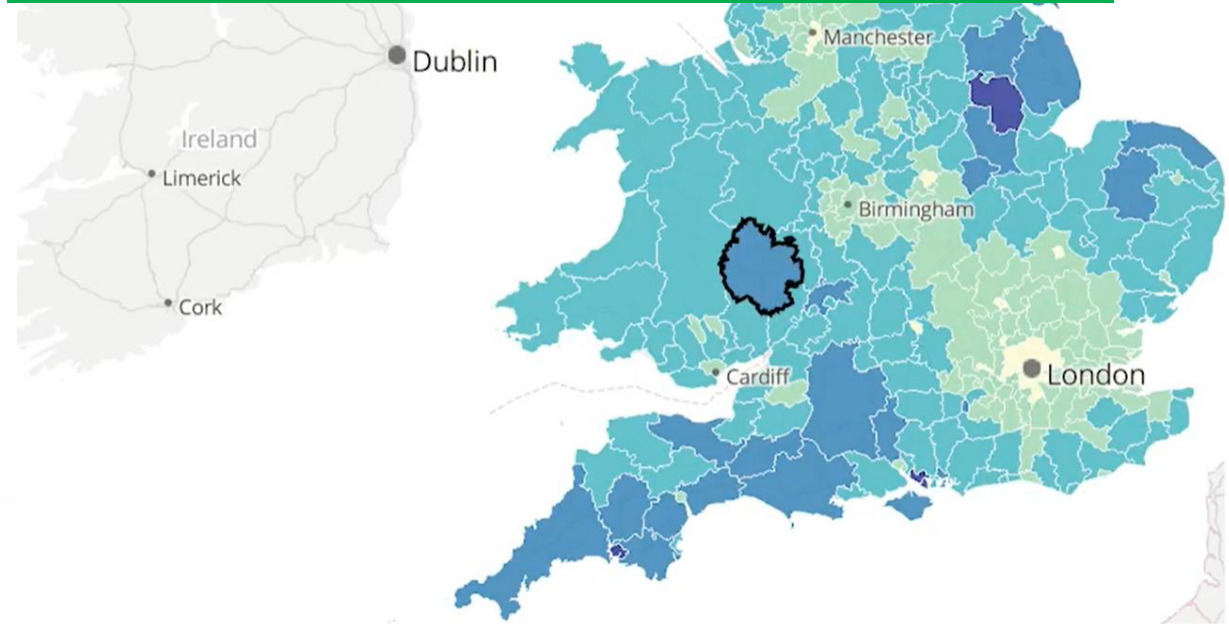 Manchester
Dublin
Ireland
Limerick
Birmingham
Cork
Cardiff
London